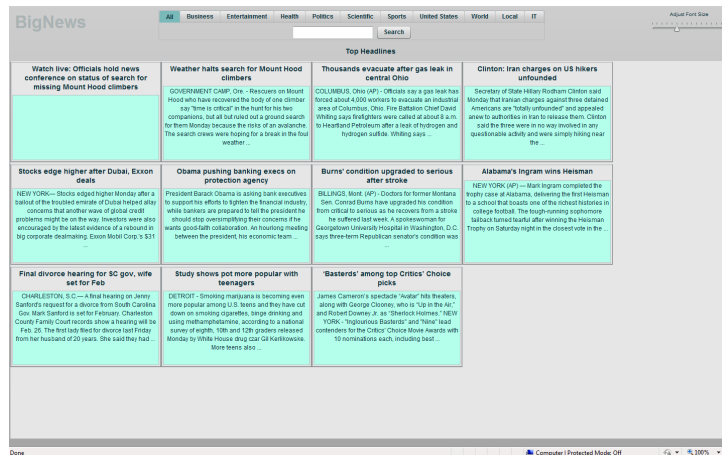 BigNews
All Business Entertainment Health Politics Scientific Sports United States World Local IT
Adjust Font Size
Search
Top Headlines
Watch live: Officials hold news
conference on status of search for
missing Mount Hood climbers
Weather halts search for Mount Hood
climbers
GOVERNMENT CAMP, Ore. - Rescuers on Mount
Hood who have recovered the body of one climber
say "time is critical" in the hunt for his two
companions, but all but ruled out a ground search
for them Monday because the risks of an avalanche.
The search crews were hoping for a break in the foul
weather ...
Thousands evacuate after gas leak in
central Ohio
COLUMBUS, Ohio (AP) - Officials say a gas leak has
forced about 4,000 workers to evacuate an industrial
area of Columbus, Ohio. Fire Battalion Chief David
Whiting says firefighters were called at about 8 a.m.
to Heartland Petroleum after a leak of hydrogen and
hydrogen sulfide. Whiting says ...
Clinton: Iran charges on US hikers
unfounded
Secretary of State Hillary Rodham Clinton said
Monday that Iranian charges against three detained
Americans are "totally unfounded" and appealed
anew to authorities in Iran to release them. Clinton
said the three were in no way involved in any
questionable activity and were simply hiking near
the ...
Stocks edge higher after Dubai, Exxon
deals
NEW YORK— Stocks edged higher Monday after a
bailout of the troubled emirate of Dubai helped allay
concerns that another wave of global credit
problems might be on the way. Investors were also
encouraged by the latest evidence of a rebound in
big corporate dealmaking. Exxon Mobil Corp.'s $31
...
Obama pushing banking execs on
protection agency
President Barack Obama is asking bank executives
to support his efforts to tighten the financial industry,
while bankers are prepared to tell the president he
should stop oversimplifying their concerns if he
wants good-faith collaboration. An hourlong meeting
between the president, his economic team ...
Burns' condition upgraded to serious
after stroke
BILLINGS, Mont. (AP) - Doctors for former Montana
Sen. Conrad Burns have upgraded his condition
from critical to serious as he recovers from a stroke
he suffered last week. A spokeswoman for
Georgetown University Hospital in Washington, D.C.
says three-term Republican senator's condition was
...
Alabama's Ingram wins Heisman
NEW YORK (AP) — Mark Ingram completed the
trophy case at Alabama, delivering the first Heisman
to a school that boasts one of the richest histories in
college football. The tough-running sophomore
tailback turned tearful after winning the Heisman
Trophy on Saturday night in the closest vote in the ...
Final divorce hearing for SC gov, wife
set for Feb
CHARLESTON, S.C.— A final hearing on Jenny
Sanford's request for a divorce from South Carolina
Gov. Mark Sanford is set for February. Charleston
County Family Court records show a hearing will be
Feb. 26. The first lady filed for divorce last Friday
from her husband of 20 years. She said they had ...
Study shows pot more popular with
teenagers
DETROIT - Smoking marijuana is becoming even
more popular among U.S. teens and they have cut
down on smoking cigarettes, binge drinking and
using methamphetamine, according to a national
survey of eighth, 10th and 12th graders released
Monday by White House drug czar Gil Kerlikowske.
More teens also ...
'Basterds' among top Critics' Choice
picks
James Cameron's spectacle "Avatar" hits theaters,
along with George Clooney, who is "Up in the Air,"
and Robert Downey Jr. as "Sherlock Holmes." NEW
YORK - "Inglourious Basterds" and "Nine" lead
contenders for the Critics' Choice Movie Awards with
10 nominations each, including best ...
Done
Computer | Protected Mode: Off
100%